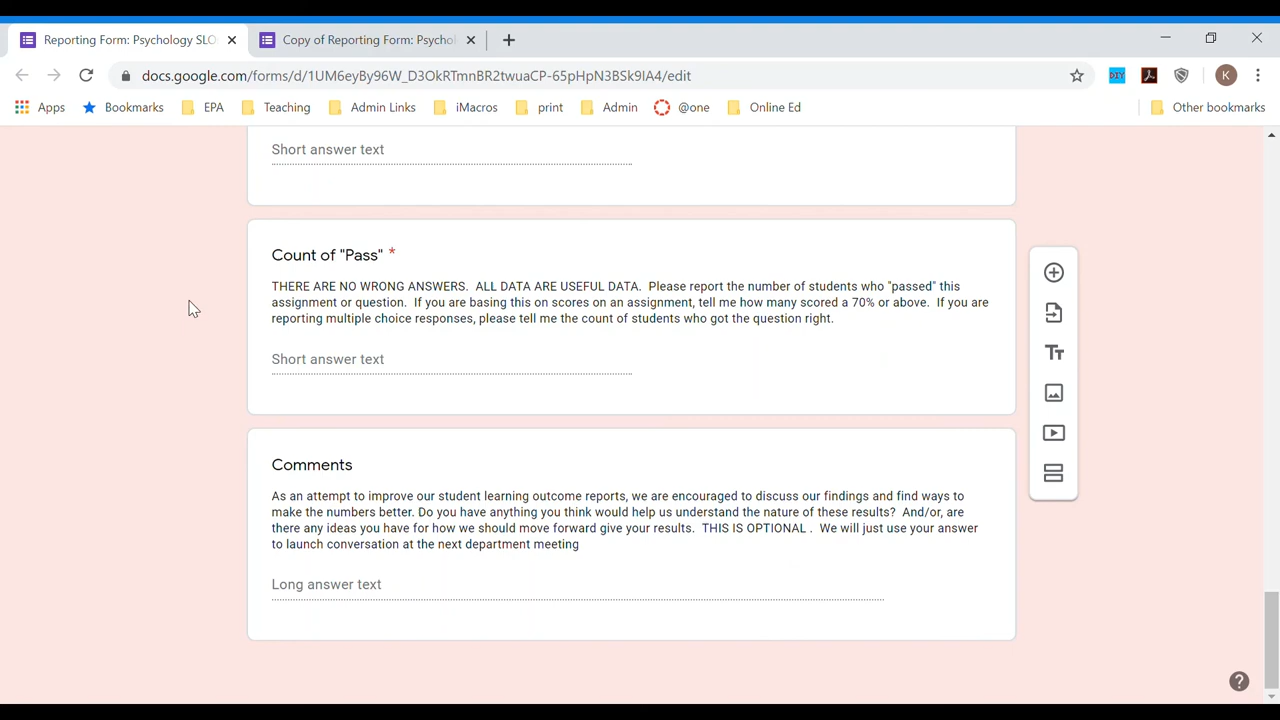 Reporting Form: Psychology SLO
Copy of Reporting Form: Psychol
docs.google.com/forms/d/1UM6eyBy96W_D3OkRTmnBR2twuaCP-65pHpN3BSk9IA4/edit
DIY
K
Apps
Bookmarks
EPA
Teaching
Admin Links
iMacros
print
Admin
@one
Online Ed
Other bookmarks
Short answer text
Count of "Pass" *
THERE ARE NO WRONG ANSWERS. ALL DATA ARE USEFUL DATA. Please report the number of students who "passed" this
assignment or question. If you are basing this on scores on an assignment, tell me how many scored a 70% or above. If you are
reporting multiple choice responses, please tell me the count of students who got the question right.
Short answer text
Tт
Comments
As an attempt to improve our student learning outcome reports, we are encouraged to discuss our findings and find ways to
make the numbers better. Do you have anything you think would help us understand the nature of these results? And/or, are
there any ideas you have for how we should move forward give your results. THIS IS OPTIONAL . We will just use your answer
to launch conversation at the next department meeting
Long answer text
?